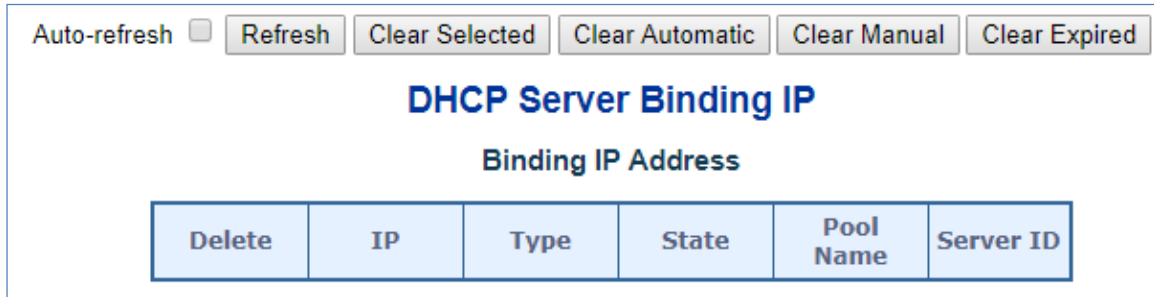 Auto-refresh Refresh Clear Selected Clear Automatic Clear Manual Clear Expired
DHCP Server Binding IP
Binding IP Address
Delete IP Type State Pool Name Server ID